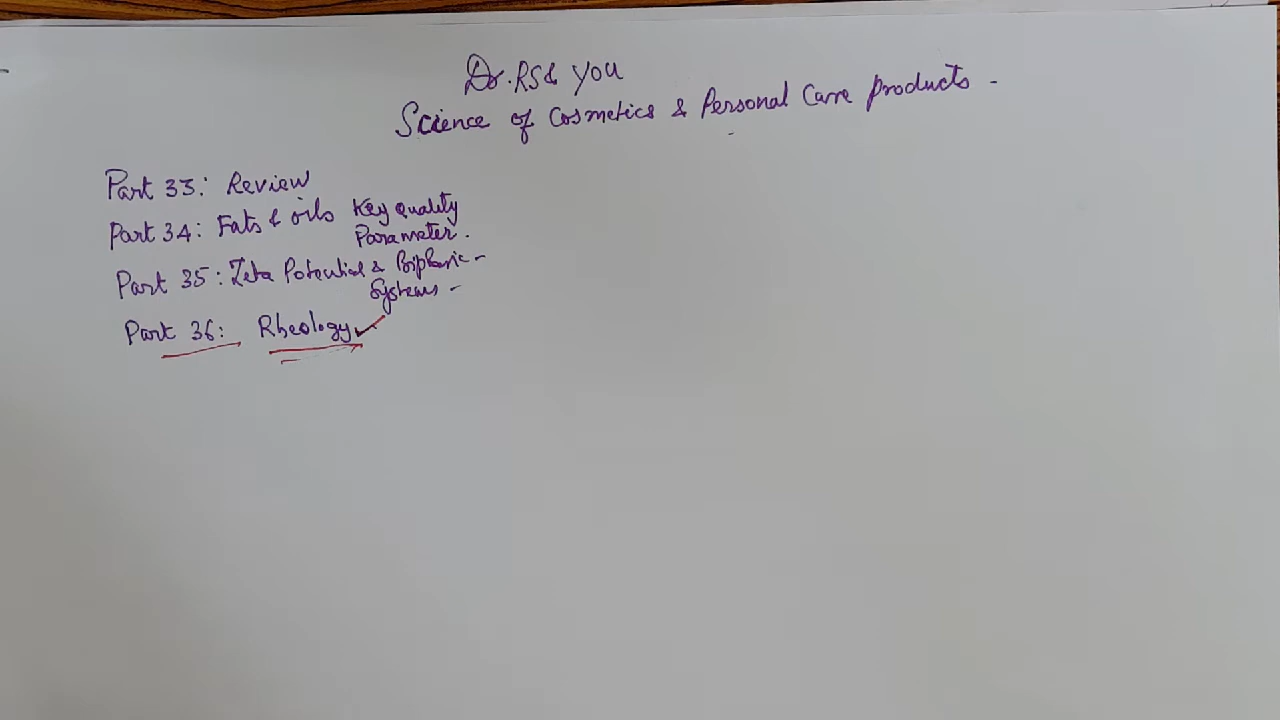 Dr. RS & YOU
Science of Cosmetics & Personal Care Products -
Part 33: Review
Part 34: Fats & oils Key quality
Parameter.
Part 35: Zeta Potential & Biphasic -
Systems -
Part 36: Rheology